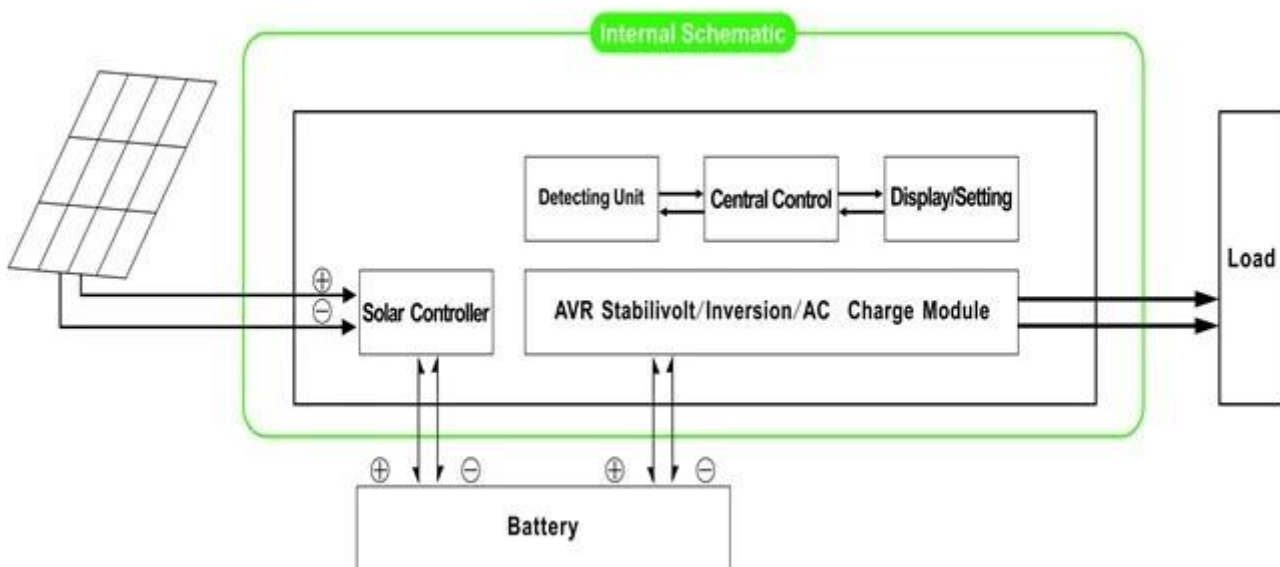 Internal Schematic
Detecting Unit
Central Control
Display/Setting
Load
⊕
⊖
Solar Controller
AVR Stabilivolt/Inversion/AC Charge Module
⊕ ⊖ ⊕ ⊖
Battery